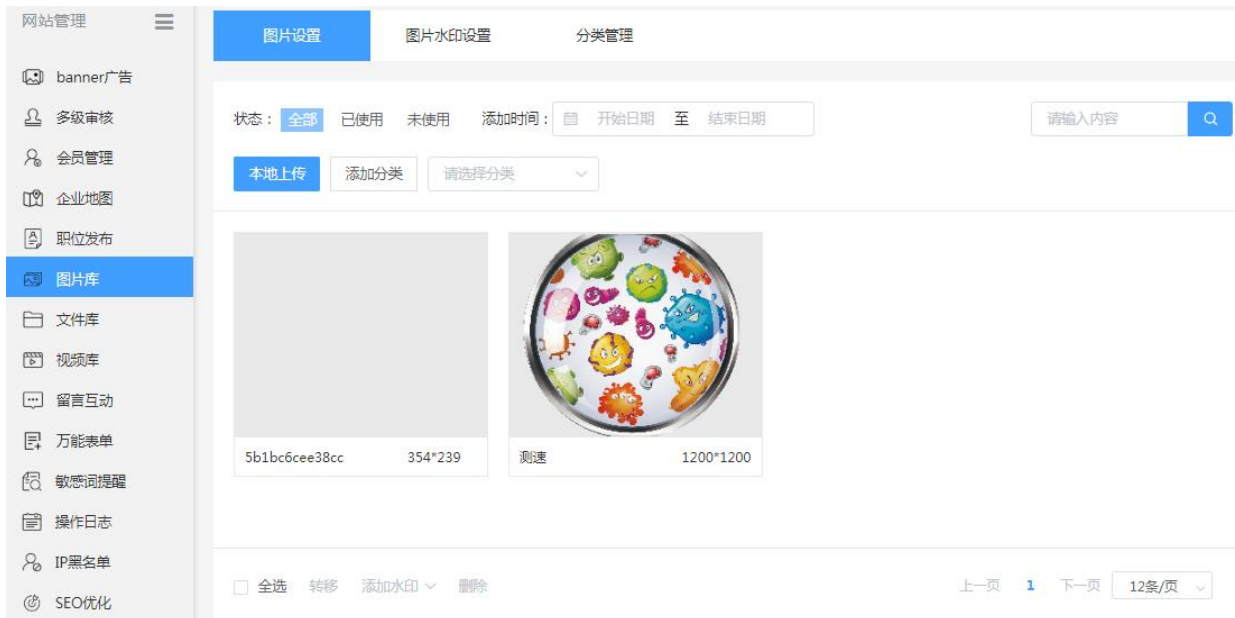 网站管理
banner广告
多级审核
会员管理
企业地图
职位发布
图片库
文件库
视频库
留言互动
万能表单
敏感词提醒
操作日志
IP黑名单
SEO优化
图片设置 图片水印设置 分类管理
状态： 全部 已使用 未使用 添加时间： 开始日期 至 结束日期 请输入内容
本地上传 添加分类 请选择分类
5b1bc6cee38cc 354*239 测速 1200*1200
全选 转移 添加水印 删除 上一页 1 下一页 12条/页